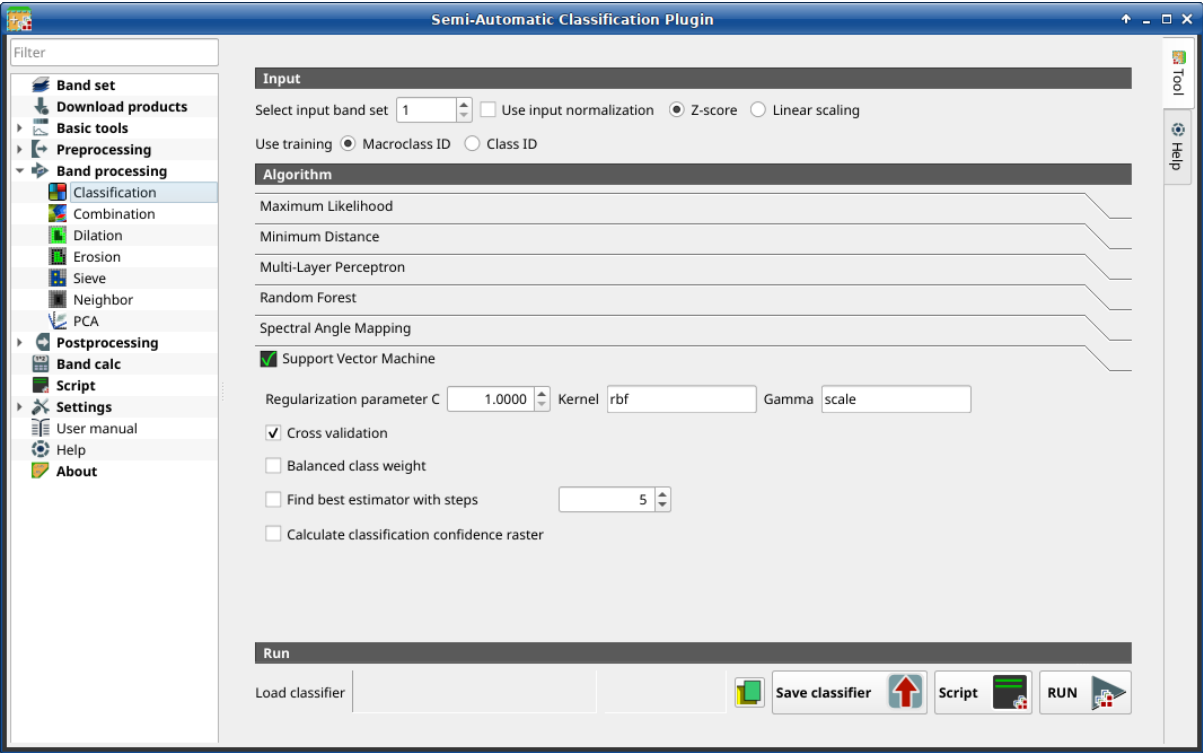 Semi-Automatic Classification Plugin
Filter
Band set
Download products
Basic tools
Preprocessing
Band processing
Classification
Combination
Dilation
Erosion
Sieve
Neighbor
PCA
Postprocessing
Band calc
Script
Settings
User manual
Help
About
Input
Select input band set 1 Use input normalization Z-score Linear scaling
Use training Macroclass ID Class ID
Algorithm
Maximum Likelihood
Minimum Distance
Multi-Layer Perceptron
Random Forest
Spectral Angle Mapping
Support Vector Machine
Regularization parameter C 1.0000 Kernel rbf Gamma scale
Cross validation
Balanced class weight
Find best estimator with steps 5
Calculate classification confidence raster
Run
Load classifier Save classifier Script RUN
Tool
Help